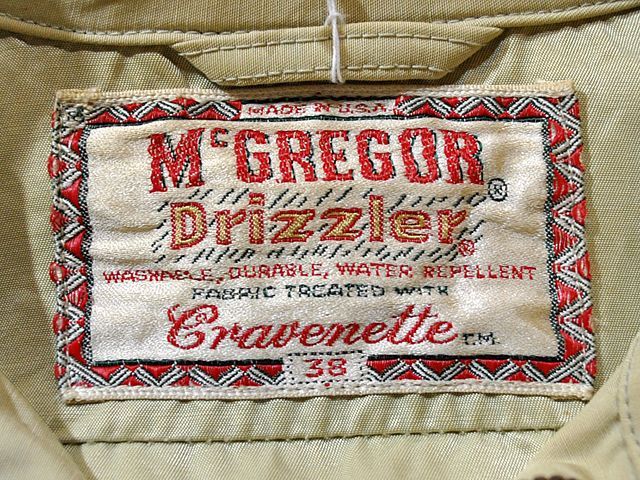 MADE IN U.S.A.
McGREGOR®
Drizzler®
WASHABLE, DURABLE, WATER REPELLENT
FABRIC TREATED WITH
Cravenette T.M.
38